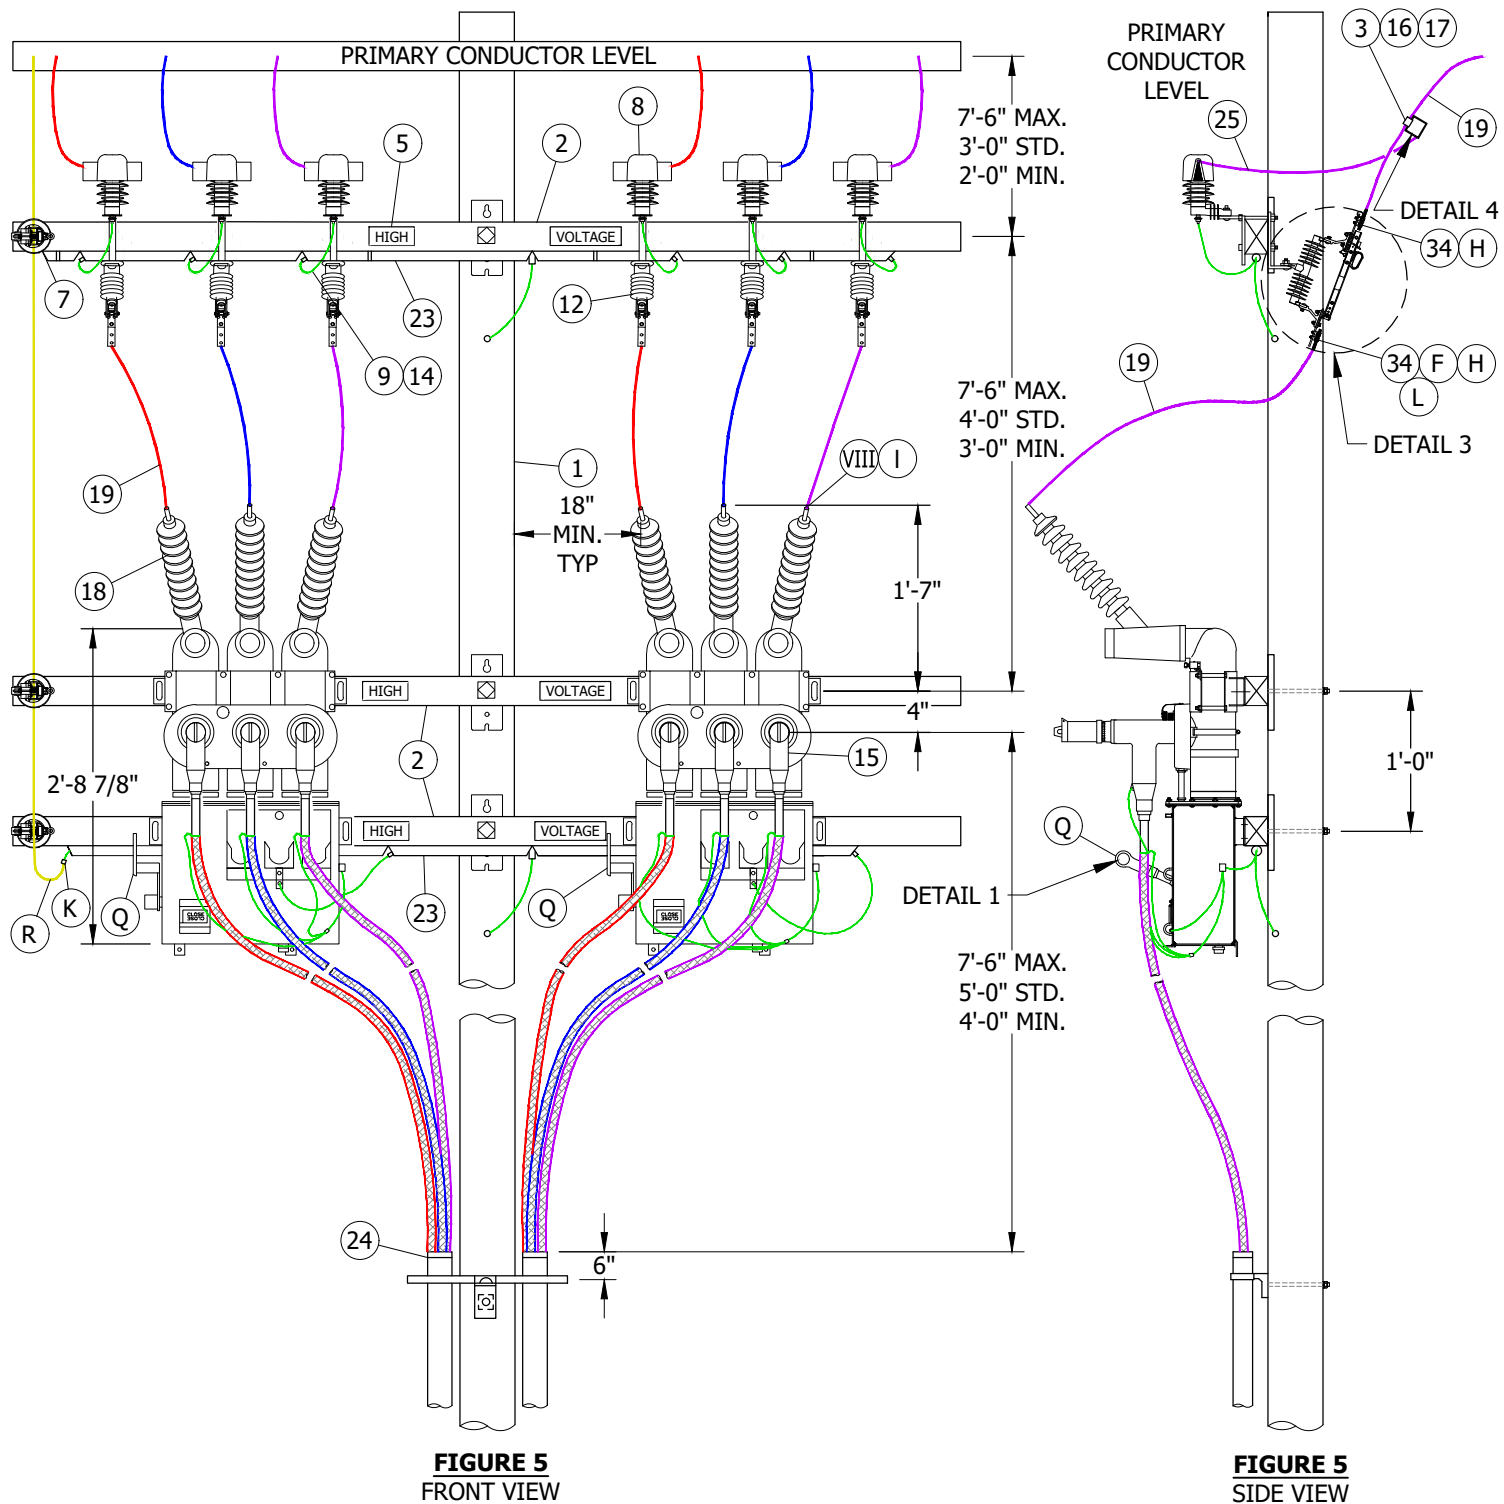 PRIMARY CONDUCTOR LEVEL
8
5
2
7'-6" MAX.
3'-0" STD.
2'-0" MIN.
HIGH
VOLTAGE
7
23
12
9
14
7'-6" MAX.
4'-0" STD.
3'-0" MIN.
1
19
18"
MIN.
TYP
VIII
I
18
1'-7"
HIGH
VOLTAGE
4"
2
15
2'-8 7/8"
HIGH
VOLTAGE
R
K
Q
23
Q
CLOSE
CLOSE
7'-6" MAX.
5'-0" STD.
4'-0" MIN.
24
6"
FIGURE 5
FRONT VIEW
PRIMARY
CONDUCTOR
LEVEL
3
16
17
25
19
DETAIL 4
34
H
34
F
H
L
19
DETAIL 3
1'-0"
Q
DETAIL 1
FIGURE 5
SIDE VIEW